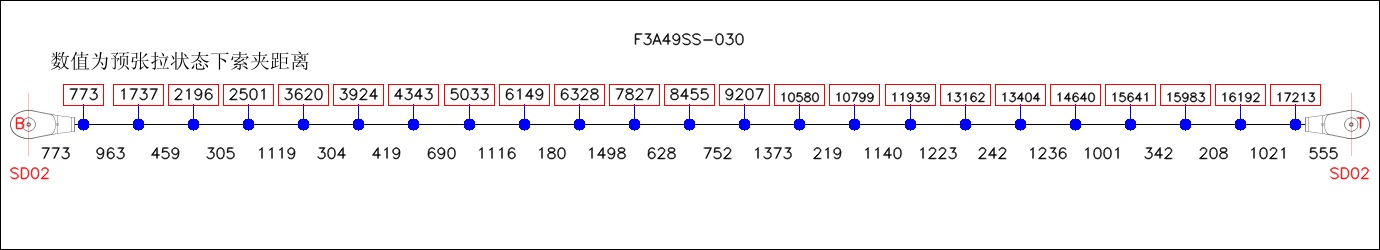 F3A49SS-030
数值为预张拉状态下索夹距离
773 1737 2196 2501 3620 3924 4343 5033 6149 6328 7827 8455 9207 10580 10799 11939 13162 13404 14640 15641 15983 16192 17213
B T
773 963 459 305 1119 304 419 690 1116 180 1498 628 752 1373 219 1140 1223 242 1236 1001 342 208 1021 555
SD02 SD02